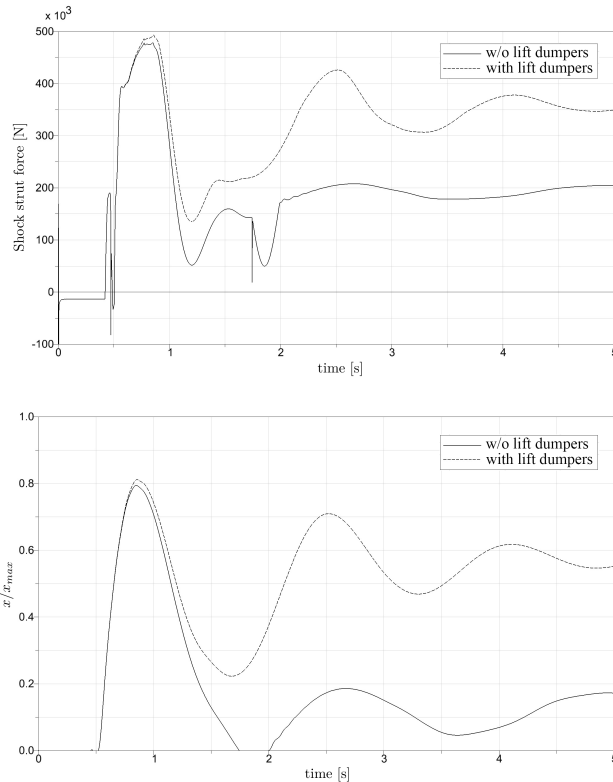 x 10³
500
400
300
200
100
0
-100
Shock strut force [N]
w/o lift dumpers
with lift dumpers
0 1 2 3 4 5
time [s]
1.0
0.8
0.6
0.4
0.2
0.0
x/x_max
w/o lift dumpers
with lift dumpers
0 1 2 3 4 5
time [s]